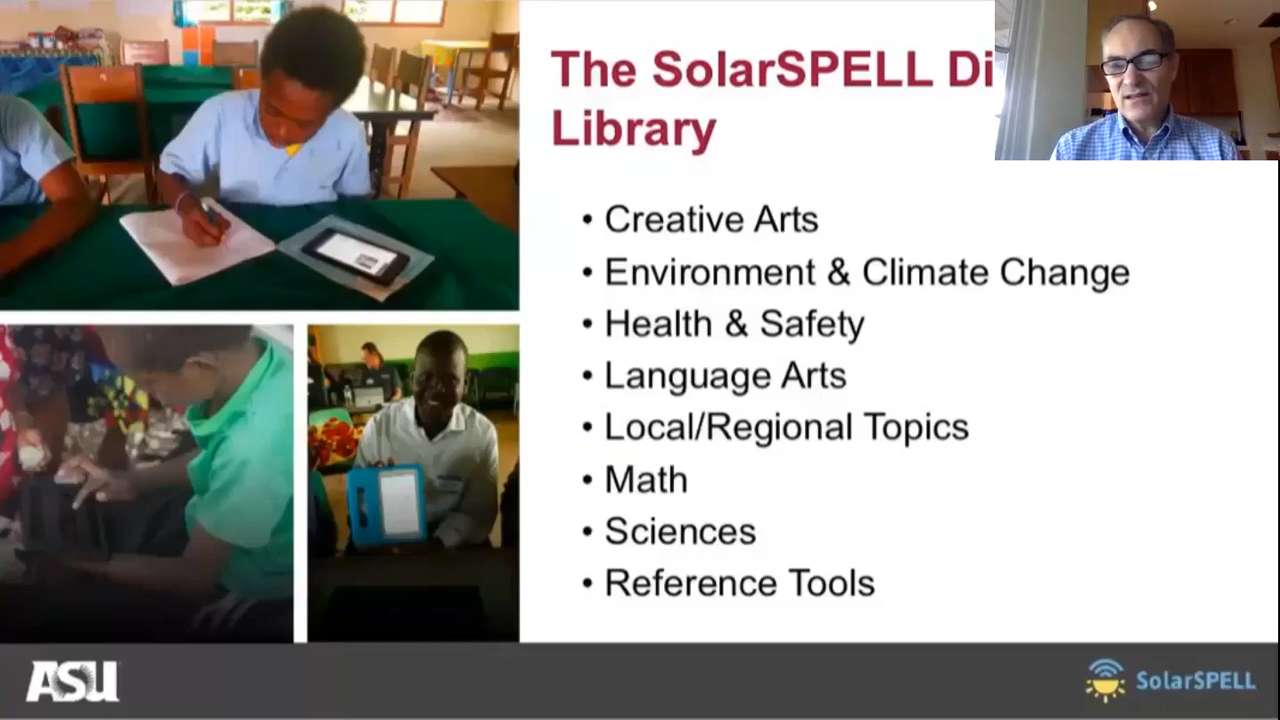 The SolarSPELL Di
Library
• Creative Arts
• Environment & Climate Change
• Health & Safety
• Language Arts
• Local/Regional Topics
• Math
• Sciences
• Reference Tools
ASU
SolarSPELL